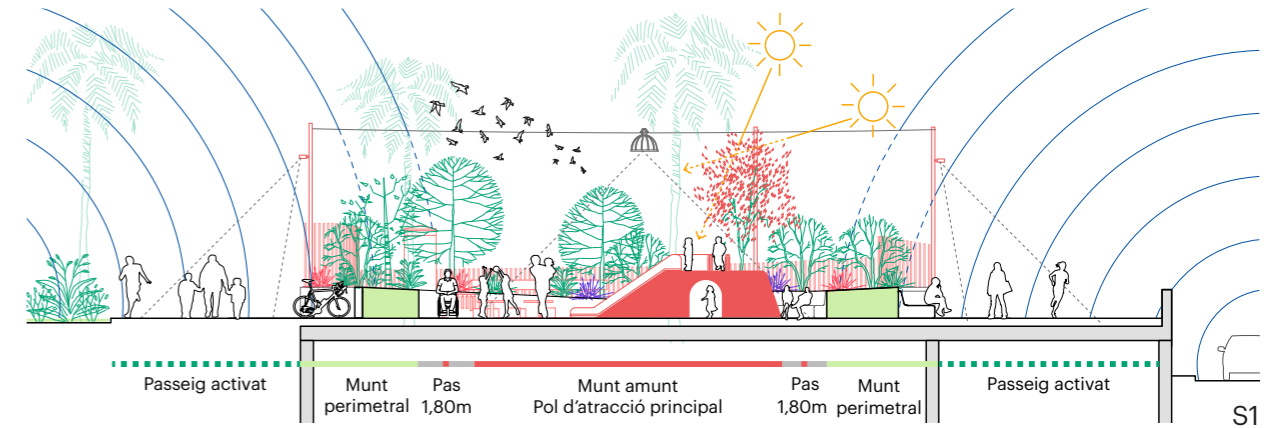 Passeig activat
Munt
perimetral
Pas
1,80m
Munt amunt
Pol d'atracció principal
Pas
1,80m
Munt
perimetral
Passeig activat
S1